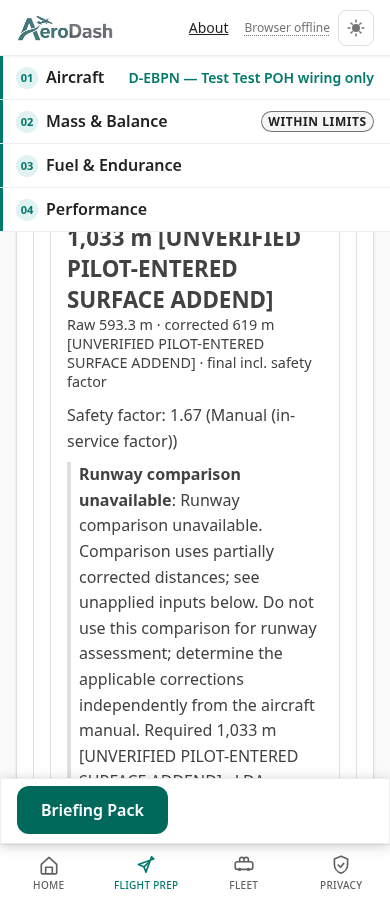 AeroDash
About
Browser offline
01 Aircraft D-EBPN — Test Test POH wiring only
02 Mass & Balance WITHIN LIMITS
03 Fuel & Endurance
04 Performance
1,033 m [UNVERIFIED
PILOT-ENTERED
SURFACE ADDEND]
Raw 593.3 m · corrected 619 m
[UNVERIFIED PILOT-ENTERED
SURFACE ADDEND] · final incl. safety
factor
Safety factor: 1.67 (Manual (in-
service factor))
Runway comparison
unavailable: Runway
comparison unavailable.
Comparison uses partially
corrected distances; see
unapplied inputs below. Do not
use this comparison for runway
assessment; determine the
applicable corrections
independently from the aircraft
manual. Required 1,033 m
[UNVERIFIED PILOT-ENTERED
Briefing Pack
HOME
FLIGHT PREP
FLEET
PRIVACY